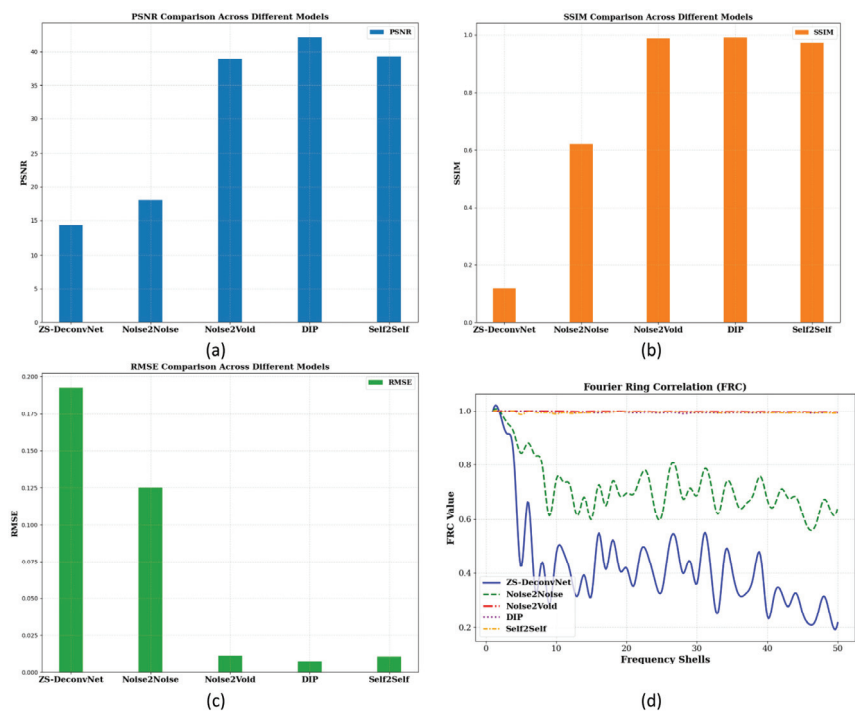 PSNR Comparison Across Different Models
PSNR
40
35
30
25
20
15
10
5
0
PSNR
ZS-DeconvNet Noise2Noise Noise2Void DIP Self2Self
(a)
SSIM Comparison Across Different Models
SSIM
1.0
0.8
0.6
0.4
0.2
0.0
SSIM
ZS-DeconvNet Noise2Noise Noise2Void DIP Self2Self
(b)
RMSE Comparison Across Different Models
RMSE
0.200
0.175
0.150
0.125
0.100
0.075
0.050
0.025
0.000
RMSE
ZS-DeconvNet Noise2Noise Noise2Void DIP Self2Self
(c)
Fourier Ring Correlation (FRC)
1.0
0.8
0.6
0.4
0.2
FRC Value
ZS-DeconvNet
Noise2Noise
Noise2Void
DIP
Self2Self
0 10 20 30 40 50
Frequency Shells
(d)